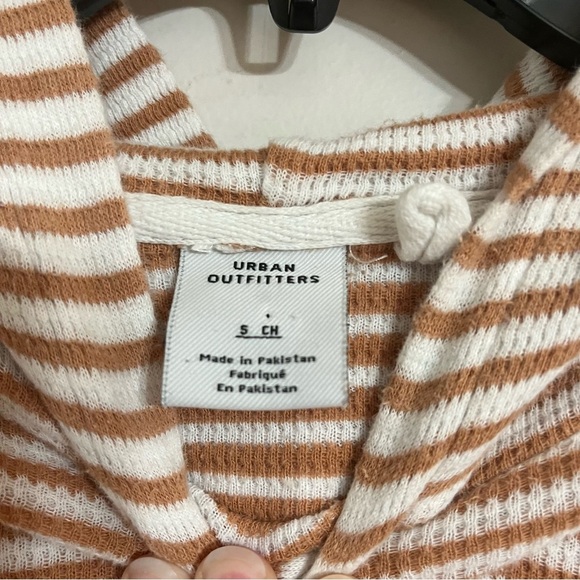 URBAN
OUTFITTERS
S CH
Made in Pakistan
Fabriqué
En Pakistan